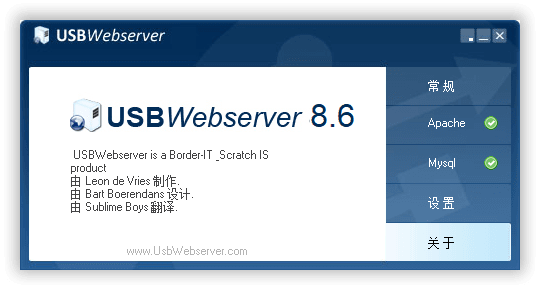 USBWebserver
USBWebserver 8.6
USBWebserver is a Border-IT _Scratch IS
product
由 Leon de Vries 制作.
由 Bart Boerendans 设计.
由 Sublime Boys 翻译.
www.UsbWebserver.com
常规
Apache
Mysql
设置
关于